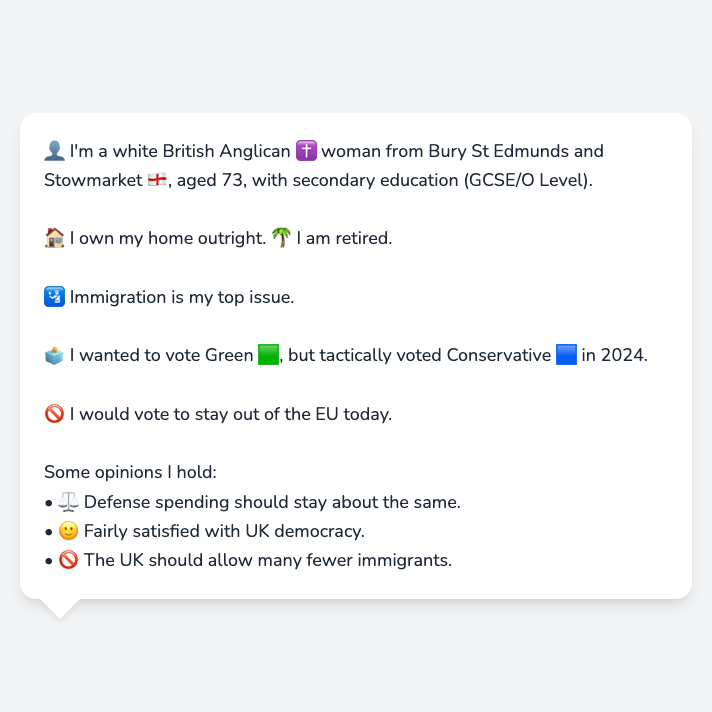 👤 I'm a white British Anglican ✝️ woman from Bury St Edmunds and
Stowmarket 🏴󠁧󠁢󠁥󠁮󠁧󠁿, aged 73, with secondary education (GCSE/O Level).
🏠 I own my home outright. 🌴 I am retired.
🛂 Immigration is my top issue.
🗳️ I wanted to vote Green 🟩, but tactically voted Conservative 🟦 in 2024.
🚫 I would vote to stay out of the EU today.
Some opinions I hold:
• ⚖️ Defense spending should stay about the same.
• 🙂 Fairly satisfied with UK democracy.
• 🚫 The UK should allow many fewer immigrants.